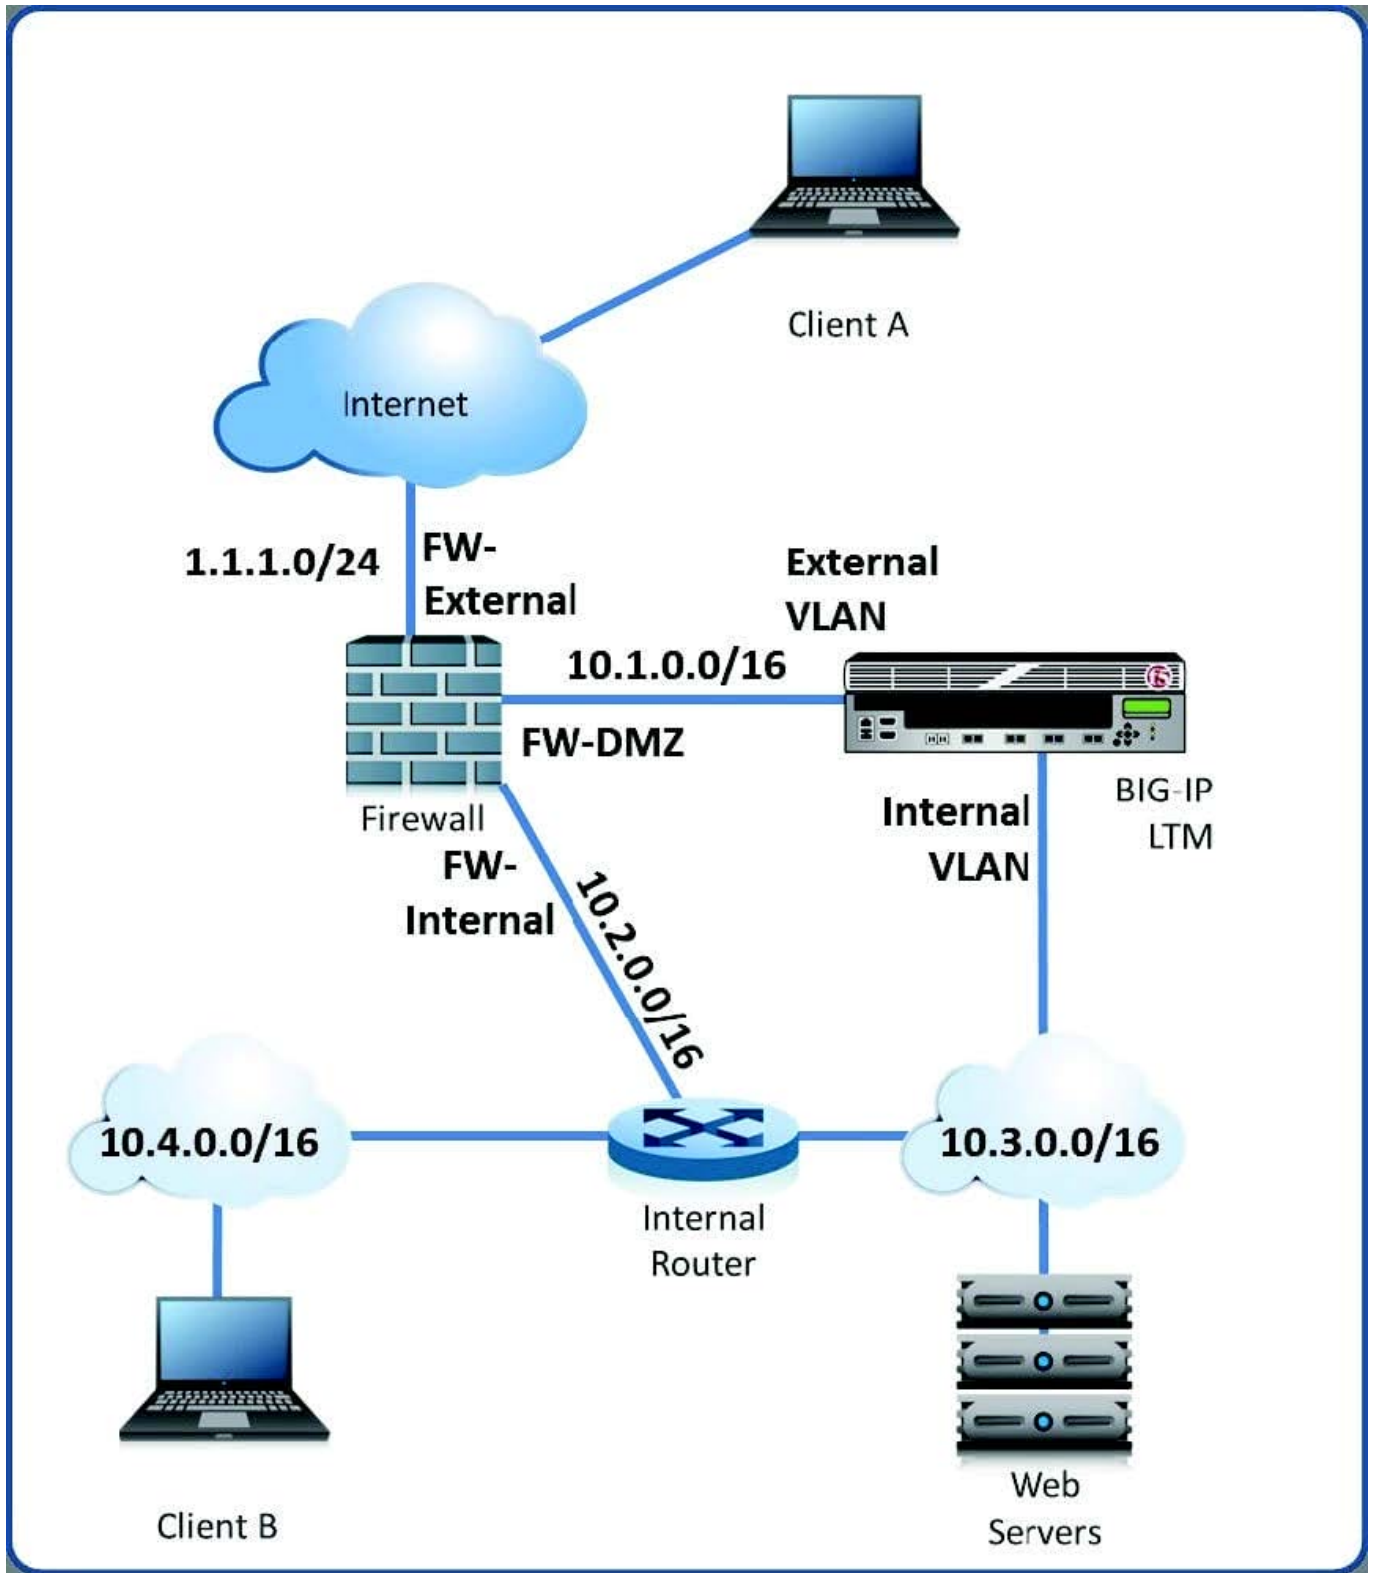 Client A
Internet
1.1.1.0/24
FW-
External
External
VLAN
10.1.0.0/16
f5
FW-DMZ
Firewall
BIG-IP
LTM
Internal
VLAN
FW-
Internal
10.2.0.0/16
10.4.0.0/16
10.3.0.0/16
Internal
Router
Client B
Web
Servers